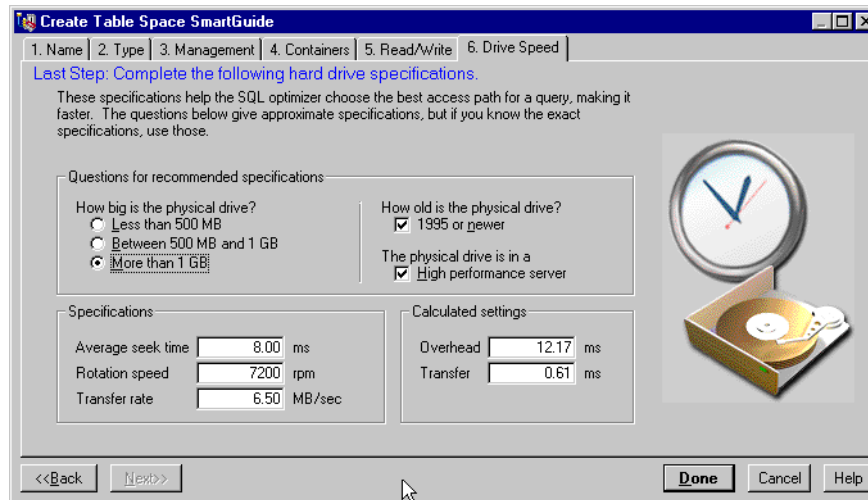 Create Table Space SmartGuide
1. Name 2. Type 3. Management 4. Containers 5. Read/Write 6. Drive Speed
Last Step: Complete the following hard drive specifications.
These specifications help the SQL optimizer choose the best access path for a query, making it
faster. The questions below give approximate specifications, but if you know the exact
specifications, use those.
Questions for recommended specifications
How big is the physical drive?
Less than 500 MB
Between 500 MB and 1 GB
More than 1 GB
How old is the physical drive?
1995 or newer
The physical drive is in a
High performance server
Specifications
Average seek time 8.00 ms
Rotation speed 7200 rpm
Transfer rate 6.50 MB/sec
Calculated settings
Overhead 12.17 ms
Transfer 0.61 ms
<<Back Next>> Done Cancel Help